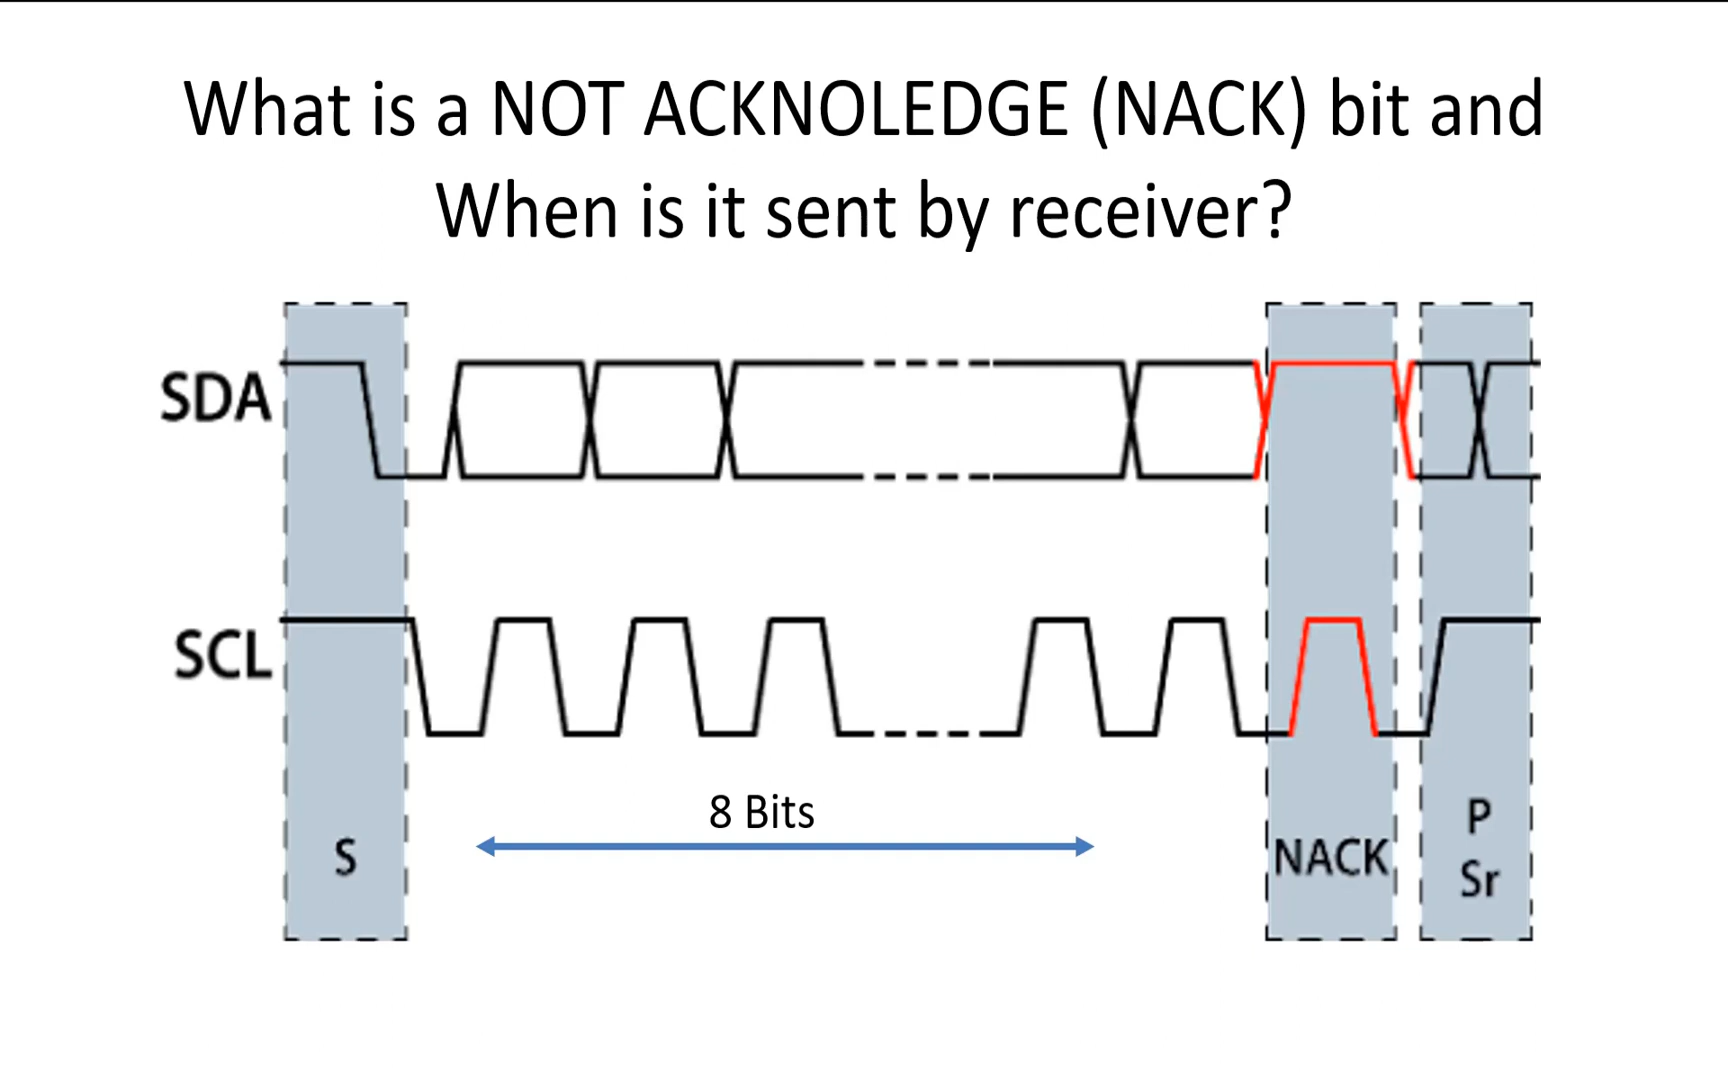 What is a NOT ACKNOLEDGE (NACK) bit and
When is it sent by receiver?
SDA
SCL
8 Bits
S
NACK
P
Sr